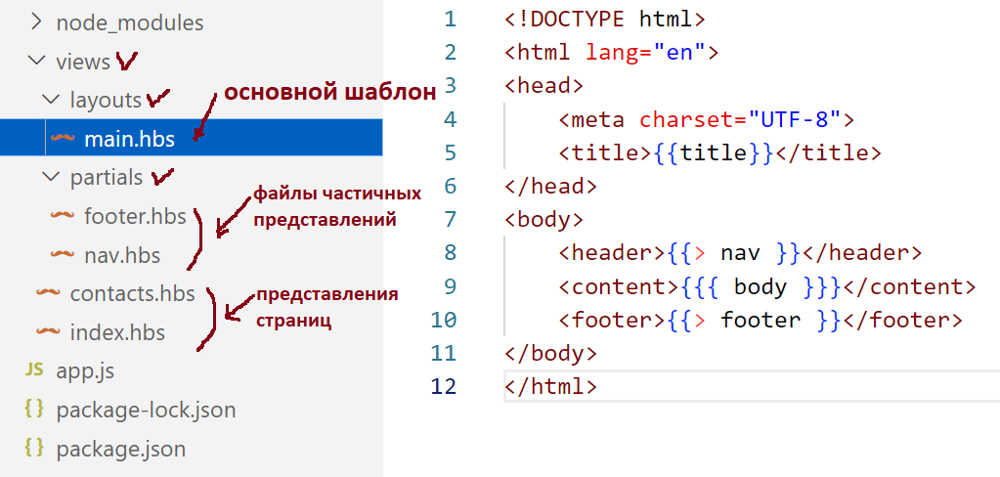 node_modules
views
layouts
основной шаблон
main.hbs
partials
файлы частичных
представлений
footer.hbs
nav.hbs
contacts.hbs
представления
страниц
index.hbs
JS app.js
{ } package-lock.json
{ } package.json
1 <!DOCTYPE html>
2 <html lang="en">
3 <head>
4 <meta charset="UTF-8">
5 <title>{{title}}</title>
6 </head>
7 <body>
8 <header>{{> nav }}</header>
9 <content>{{{ body }}}</content>
10 <footer>{{> footer }}</footer>
11 </body>
12 </html>